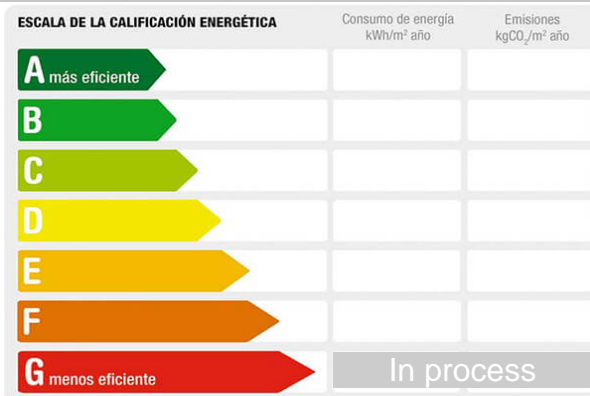 ESCALA DE LA CALIFICACIÓN ENERGÉTICA
Consumo de energía
kWh/m² año
Emisiones
kgCO₂/m² año
A más eficiente
B
C
D
E
F
G menos eficiente
In process